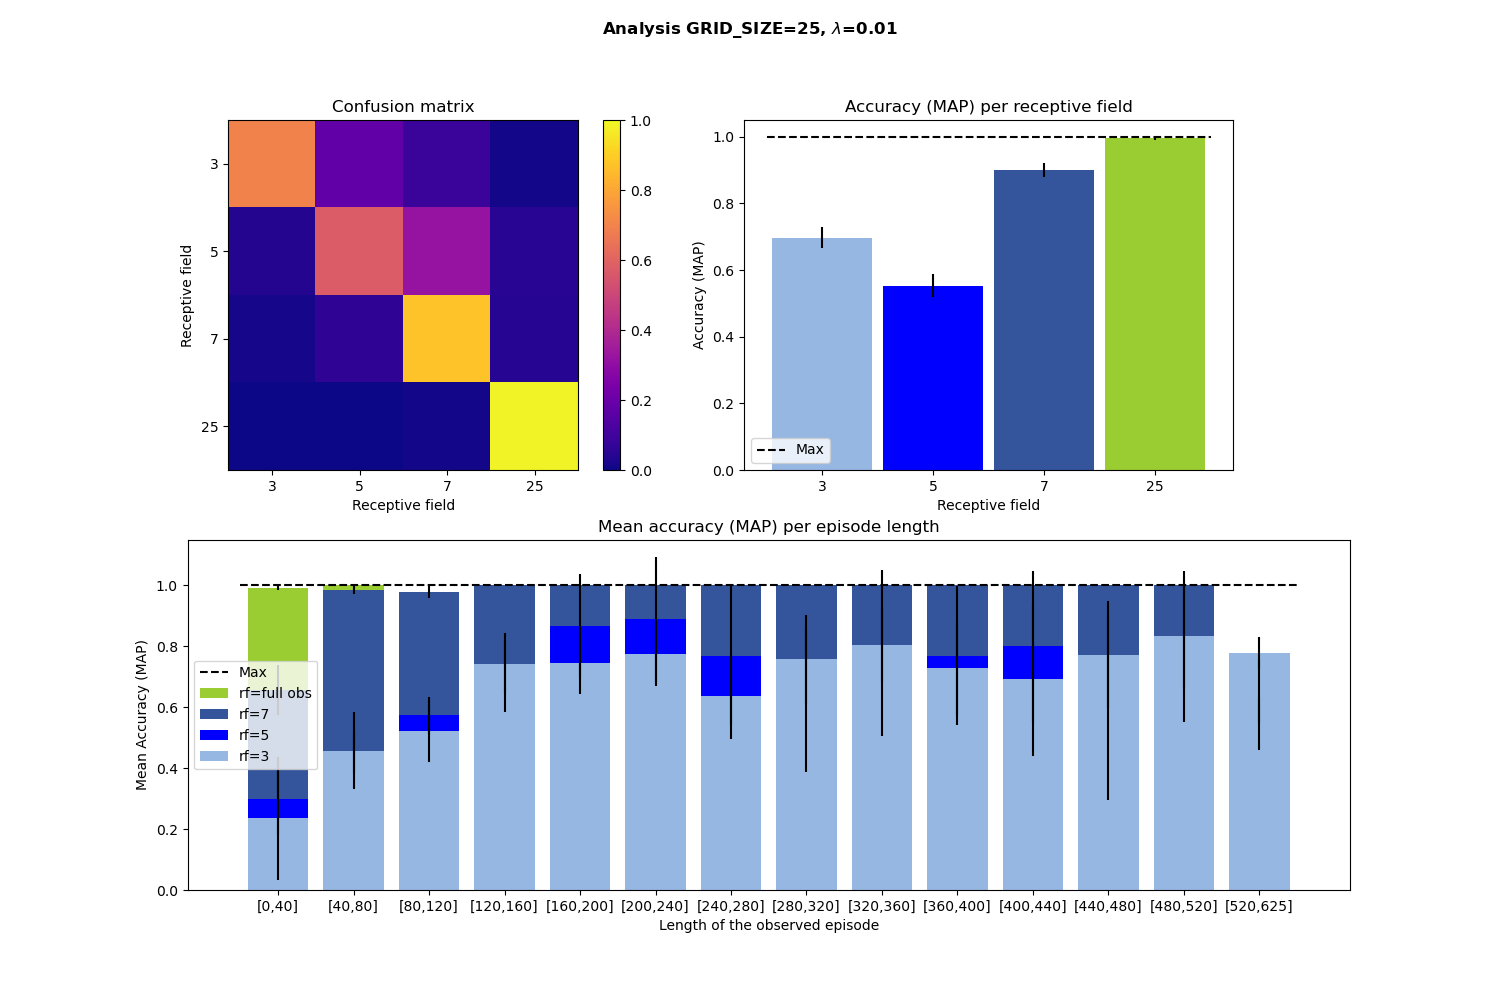 Analysis GRID_SIZE=25, λ=0.01
Confusion matrix
Receptive field
3
5
7
25
3
5
7
25
Receptive field
1.0
0.8
0.6
0.4
0.2
0.0
Accuracy (MAP) per receptive field
Accuracy (MAP)
1.0
0.8
0.6
0.4
0.2
0.0
Max
3
5
7
25
Receptive field
Mean accuracy (MAP) per episode length
Mean Accuracy (MAP)
1.0
0.8
0.6
0.4
0.2
0.0
Max
rf=full obs
rf=7
rf=5
rf=3
[0,40]
[40,80]
[80,120]
[120,160]
[160,200]
[200,240]
[240,280]
[280,320]
[320,360]
[360,400]
[400,440]
[440,480]
[480,520]
[520,625]
Length of the observed episode